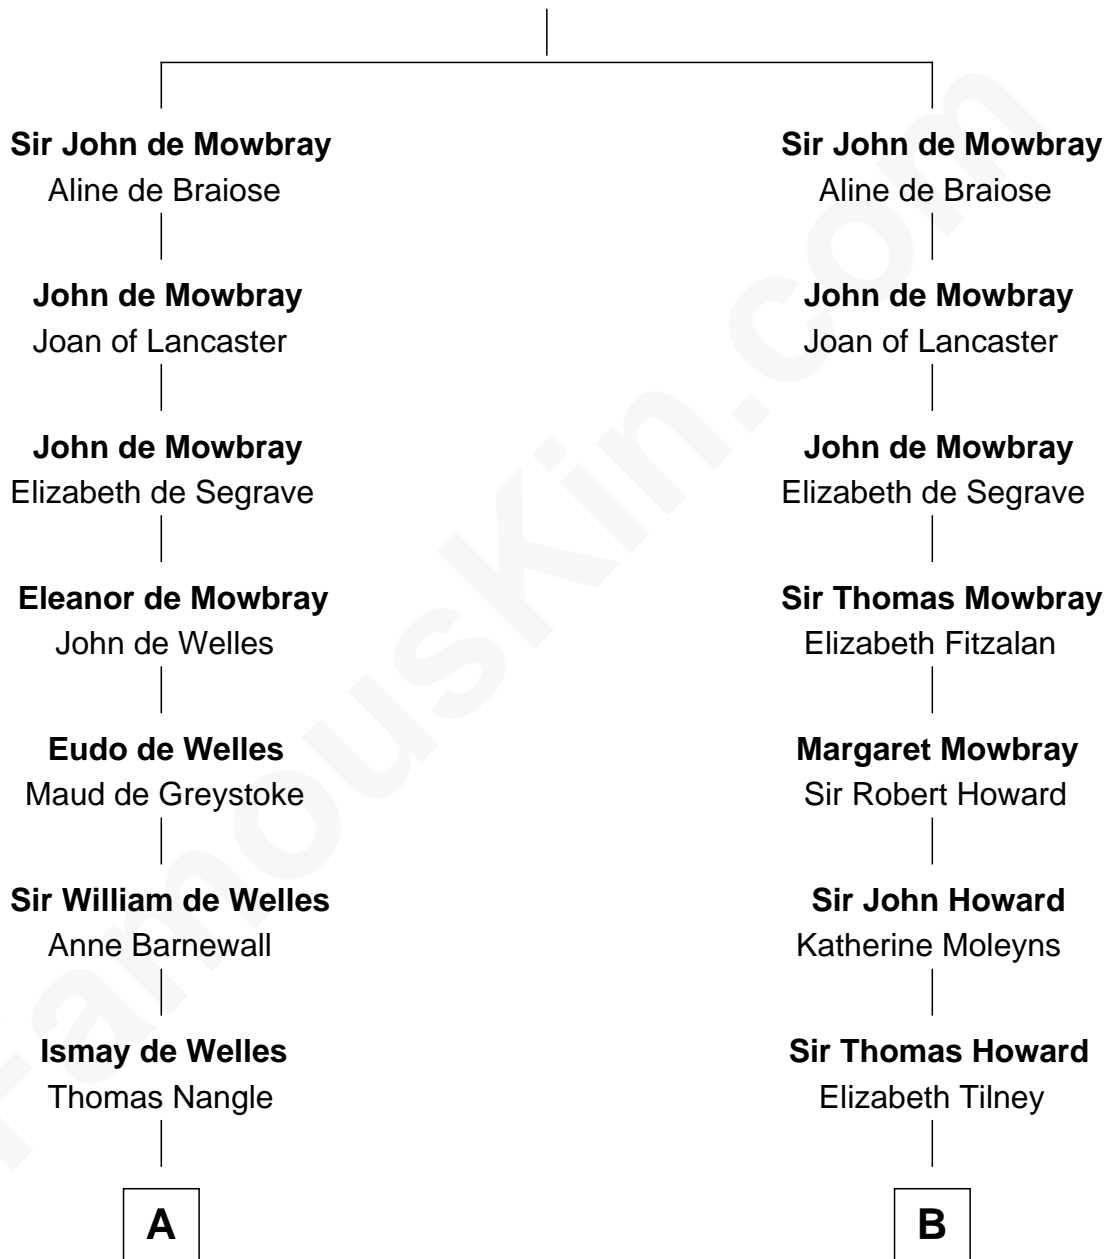 Sir John de Mowbray
Aline de Braiose
John de Mowbray
Joan of Lancaster
John de Mowbray
Elizabeth de Segrave
Eleanor de Mowbray
John de Welles
Eudo de Welles
Maud de Greystoke
Sir William de Welles
Anne Barnewall
Ismay de Welles
Thomas Nangle
A
Sir John de Mowbray
Aline de Braiose
John de Mowbray
Joan of Lancaster
John de Mowbray
Elizabeth de Segrave
Sir Thomas Mowbray
Elizabeth Fitzalan
Margaret Mowbray
Sir Robert Howard
Sir John Howard
Katherine Moleyns
Sir Thomas Howard
Elizabeth Tilney
B
FamousKin.com